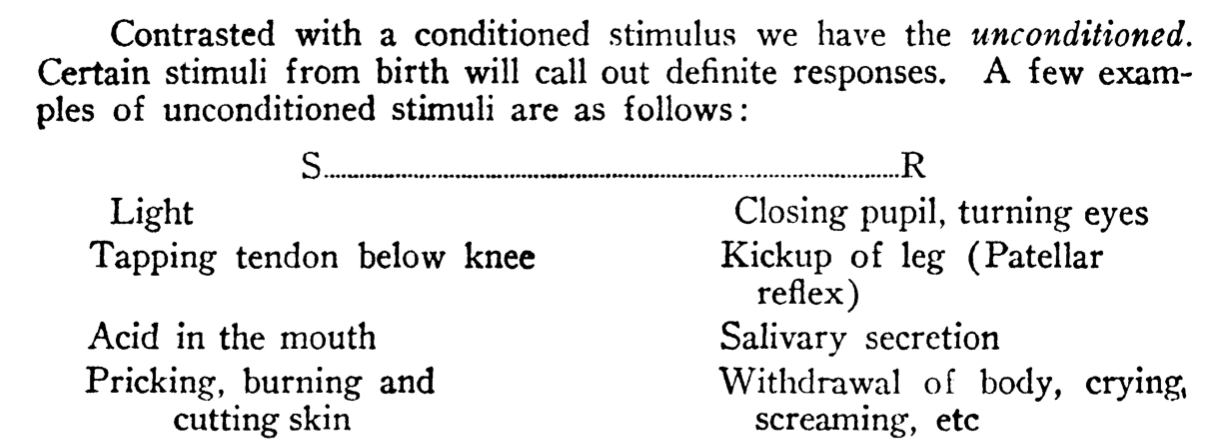 Contrasted with a conditioned stimulus we have the unconditioned.
Certain stimuli from birth will call out definite responses. A few exam-
ples of unconditioned stimuli are as follows:
S..........................................................................R
Light Closing pupil, turning eyes
Tapping tendon below knee Kickup of leg (Patellar
reflex)
Acid in the mouth Salivary secretion
Pricking, burning and Withdrawal of body, crying,
cutting skin screaming, etc